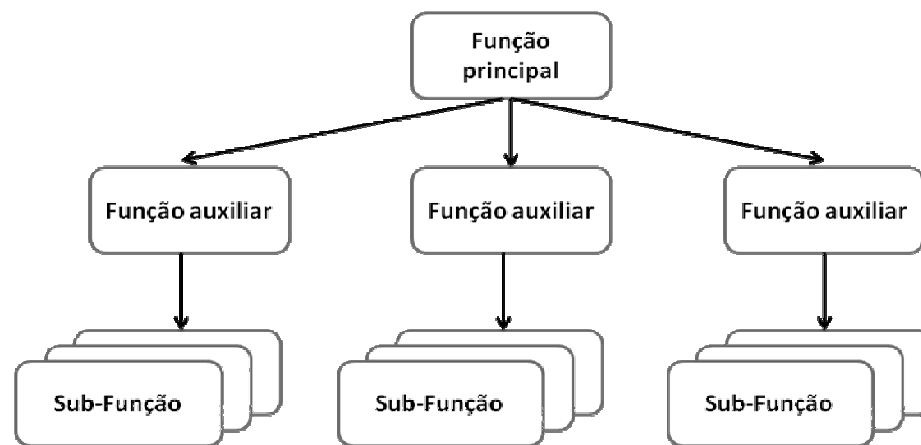 Função
principal
Função auxiliar
Função auxiliar
Função auxiliar
Sub-Função
Sub-Função
Sub-Função